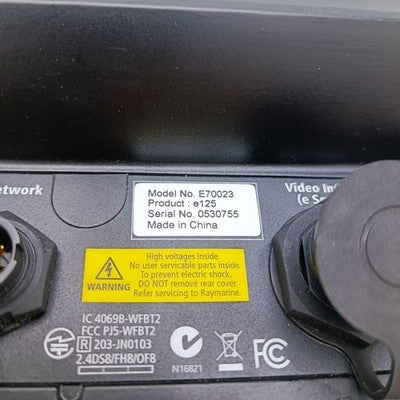 etwork
Model No. E70023
Product : e125
Serial No. 0530755
Made in China
Video In
(e Se
WARNING
High voltages inside.
No user servicable parts inside.
To prevent electric shock,
DO NOT remove rear cover.
Refer servicing to Raymarine.
IC 4069B-WFBT2
FCC PJ5-WFBT2
R 203-JN0103
2.4DS8/FH8/OF8
N16821
FC